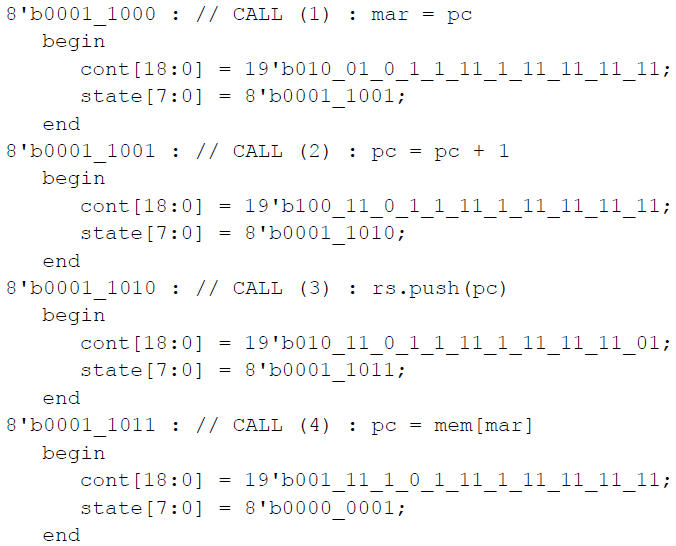 8'b0001_1000 : // CALL (1) : mar = pc
begin
cont[18:0] = 19'b010_01_0_1_1_11_1_11_11_11_11;
state[7:0] = 8'b0001_1001;
end
8'b0001_1001 : // CALL (2) : pc = pc + 1
begin
cont[18:0] = 19'b100_11_0_1_1_11_1_11_11_11_11;
state[7:0] = 8'b0001_1010;
end
8'b0001_1010 : // CALL (3) : rs.push(pc)
begin
cont[18:0] = 19'b010_11_0_1_1_11_1_11_11_11_01;
state[7:0] = 8'b0001_1011;
end
8'b0001_1011 : // CALL (4) : pc = mem[mar]
begin
cont[18:0] = 19'b001_11_1_0_1_11_1_11_11_11_11;
state[7:0] = 8'b0000_0001;
end